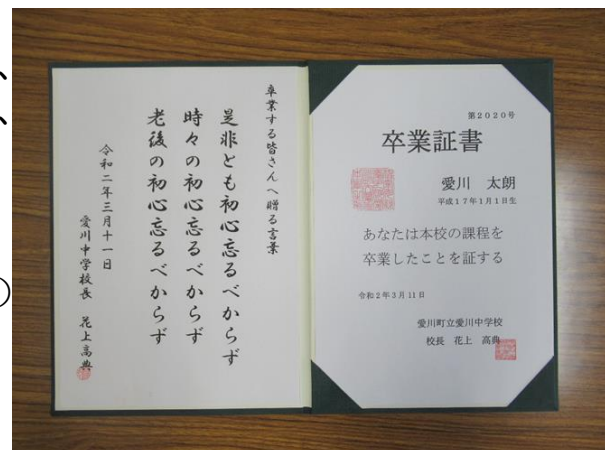 卒業する皆さんへ贈る言葉
是非とも初心忘るべからず
時々の初心忘るべからず
老後の初心忘るべからず
令和二年三月十一日
愛川中学校長 花上高典
第2020号
卒業証書
愛川 太朗
平成17年1月1日生
あなたは本校の課程を
卒業したことを証する
令和2年3月11日
愛川町立愛川中学校
校長 花上 高典